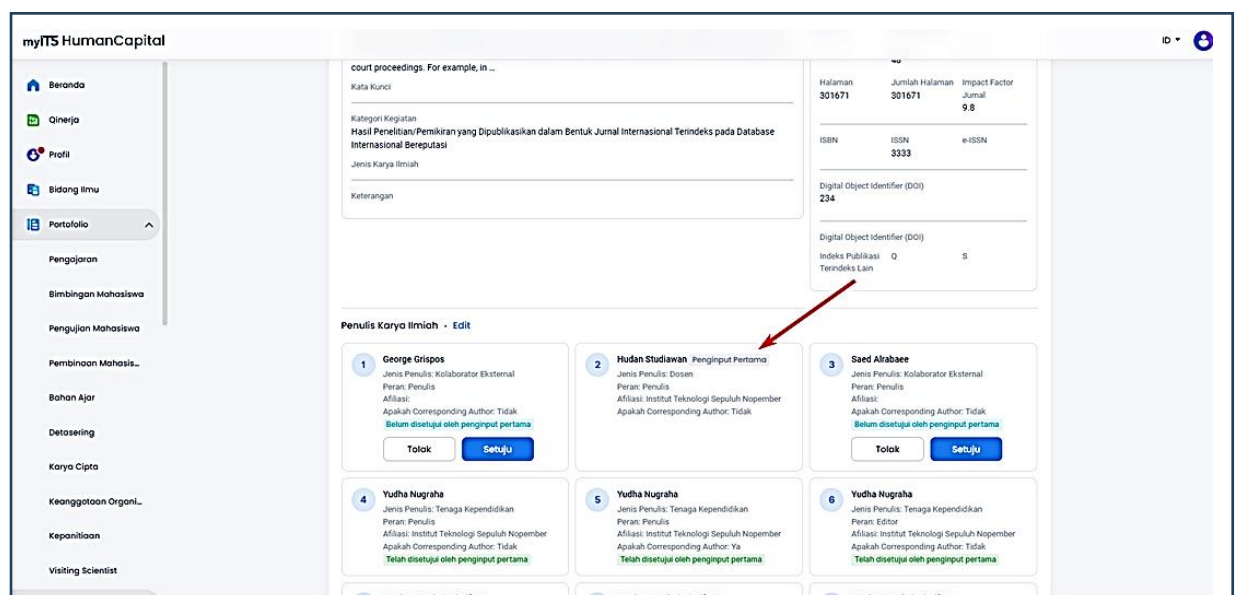 myITS HumanCapital
ID
Beranda
Qinerja
Profil
Bidang Ilmu
Portofolio
Pengajaran
Bimbingan Mahasiswa
Pengujian Mahasiswa
Pembinaan Mahasis...
Bahan Ajar
Detasering
Karya Cipta
Keanggotaan Organi...
Kepanitiaan
Visiting Scientist
court proceedings. For example, in ...
Kata Kunci
Kategori Kegiatan
Hasil Penelitian/Pemikiran yang Dipublikasikan dalam Bentuk Jurnal Internasional Terindeks pada Database
Internasional Bereputasi
Jenis Karya Ilmiah
Keterangan
Halaman Jumlah Halaman Impact Factor
301671 301671 Jurnal
9.8
ISBN ISSN e-ISSN
3333
Digital Object Identifier (DOI)
234
Digital Object Identifier (DOI)
Indeks Publikasi Q S
Terindeks Lain
Penulis Karya Ilmiah - Edit
1 George Grispos
Jenis Penulis: Kolaborator Eksternal
Peran: Penulis
Afiliasi:
Apakah Corresponding Author: Tidak
Belum disetujui oleh penginput pertama
Tolak Setuju
2 Hudan Studiawan Penginput Pertama
Jenis Penulis: Dosen
Peran: Penulis
Afiliasi: Institut Teknologi Sepuluh Nopember
Apakah Corresponding Author: Tidak
3 Saed Alrabaee
Jenis Penulis: Kolaborator Eksternal
Peran: Penulis
Afiliasi:
Apakah Corresponding Author: Tidak
Belum disetujui oleh penginput pertama
Tolak Setuju
4 Yudha Nugraha
Jenis Penulis: Tenaga Kependidikan
Peran: Penulis
Afiliasi: Institut Teknologi Sepuluh Nopember
Apakah Corresponding Author: Tidak
Telah disetujui oleh penginput pertama
5 Yudha Nugraha
Jenis Penulis: Tenaga Kependidikan
Peran: Penulis
Afiliasi: Institut Teknologi Sepuluh Nopember
Apakah Corresponding Author: Ya
Telah disetujui oleh penginput pertama
6 Yudha Nugraha
Jenis Penulis: Tenaga Kependidikan
Peran: Editor
Afiliasi: Institut Teknologi Sepuluh Nopember
Apakah Corresponding Author: Tidak
Telah disetujui oleh penginput pertama